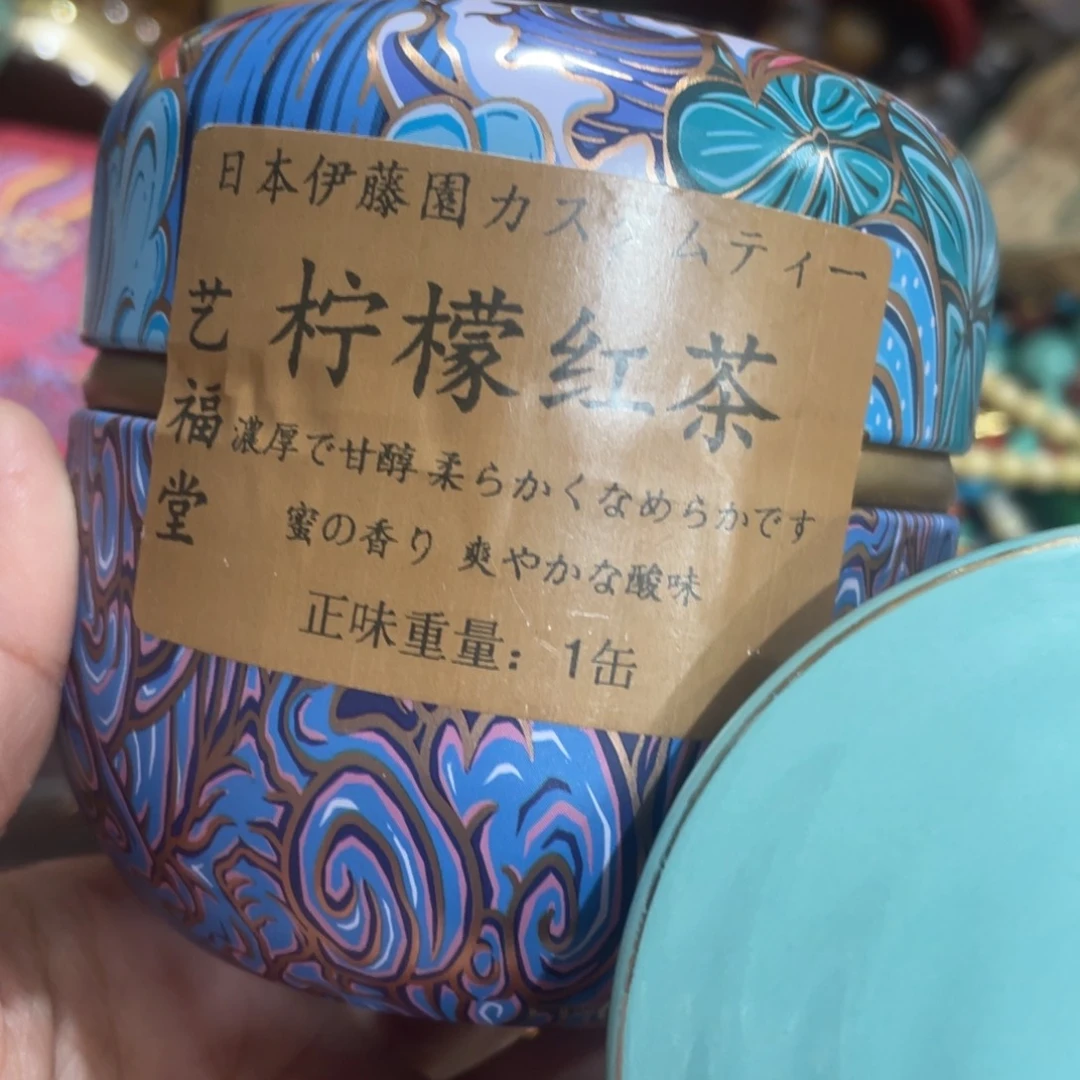 日本伊藤園カスタムティー
艺福堂
柠檬红茶
濃厚で甘醇 柔らかくなめらかです
蜜の香り 爽やかな酸味
正味重量：1缶